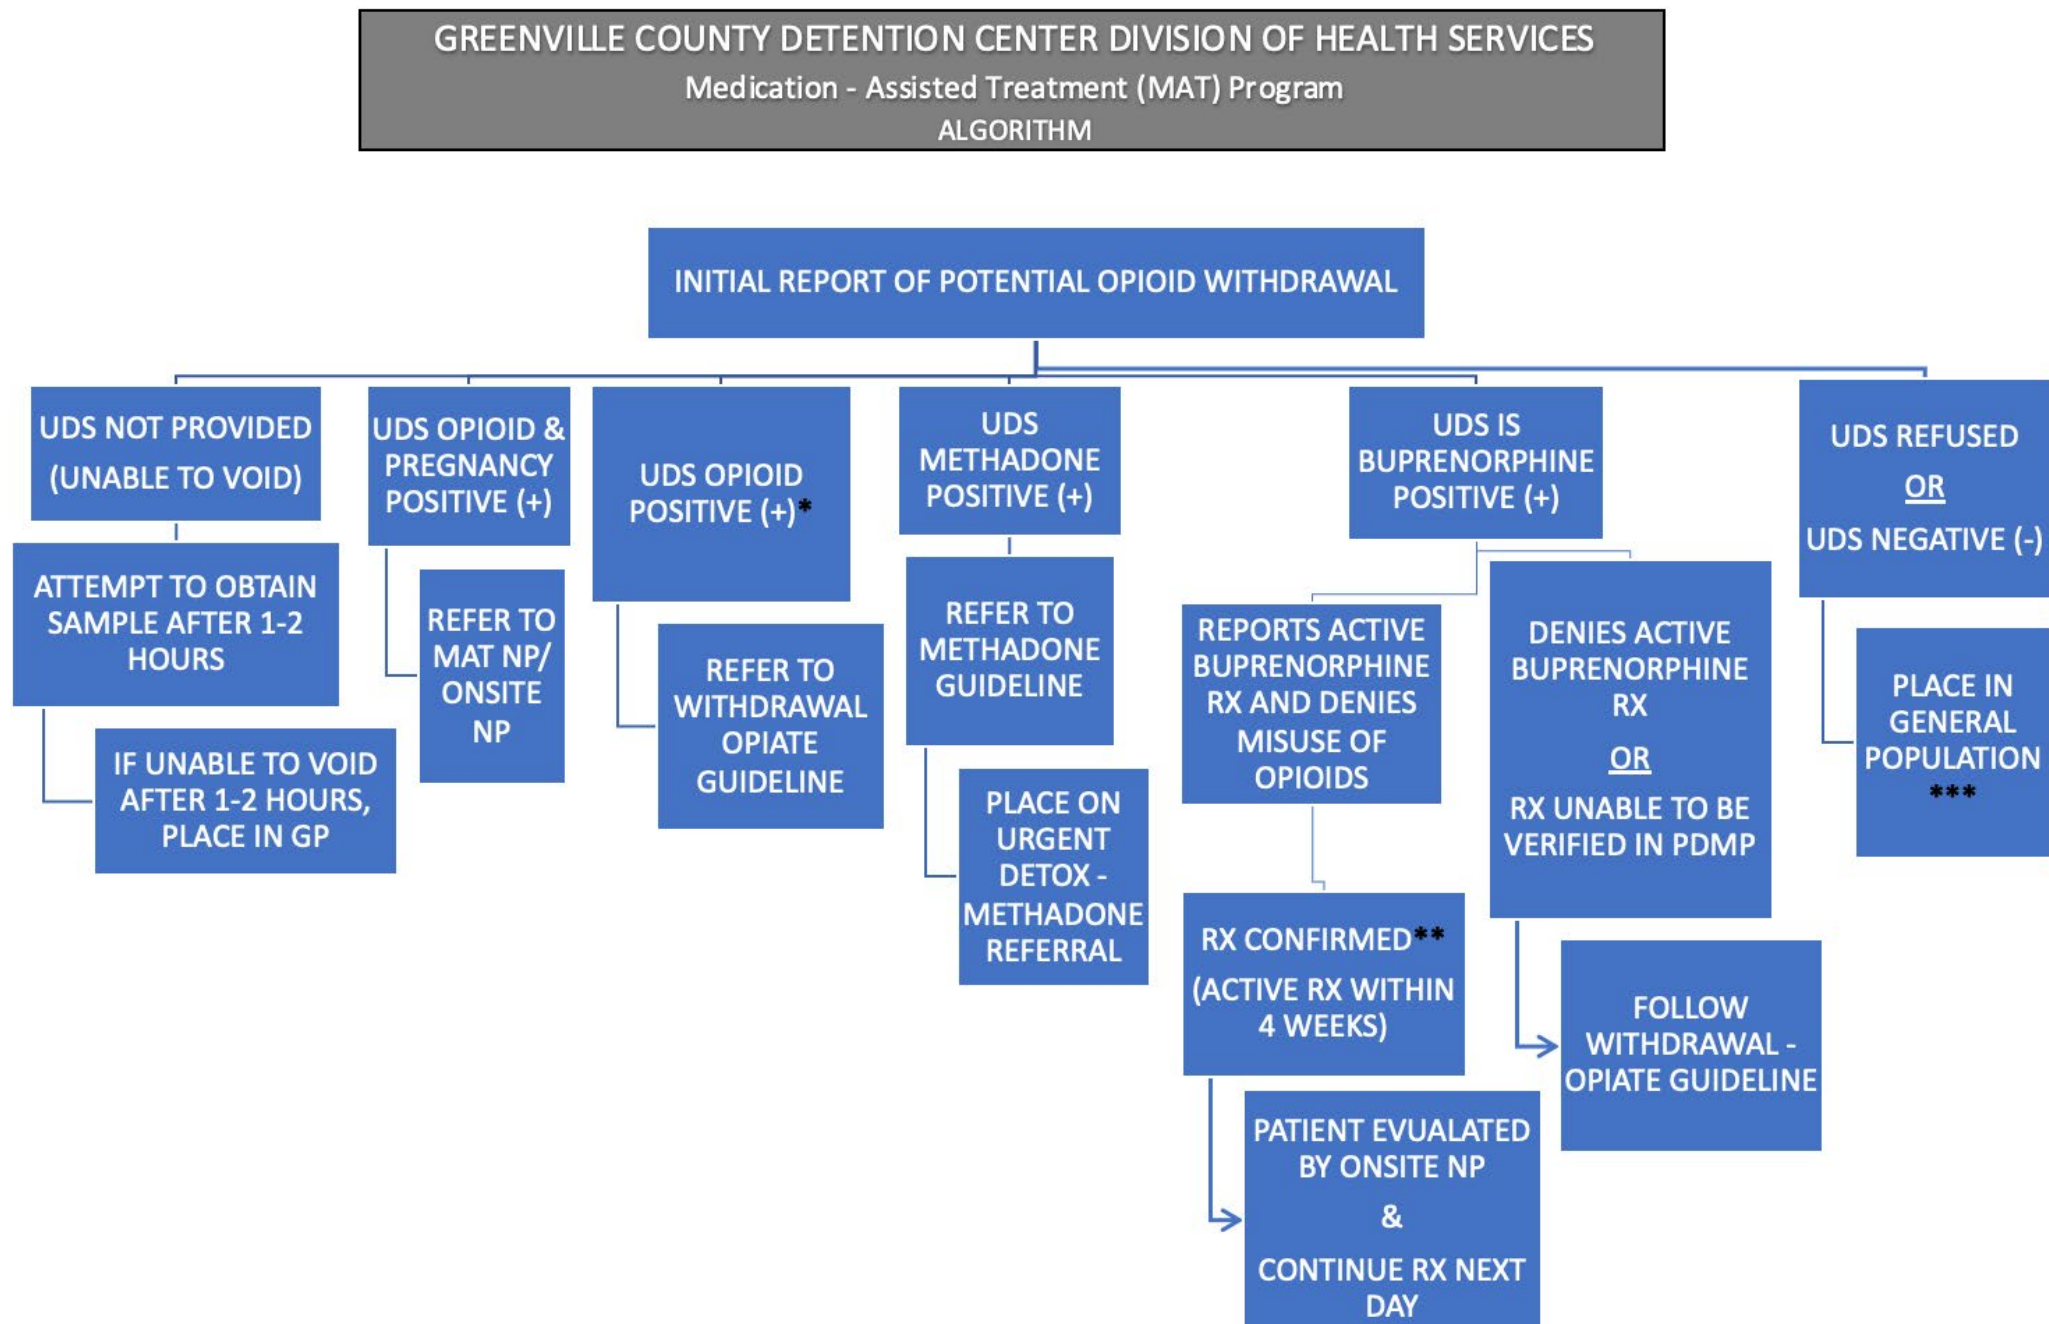 GREENVILLE COUNTY DETENTION CENTER DIVISION OF HEALTH SERVICES
Medication - Assisted Treatment (MAT) Program
ALGORITHM
INITIAL REPORT OF POTENTIAL OPIOID WITHDRAWAL
UDS NOT PROVIDED
(UNABLE TO VOID)
ATTEMPT TO OBTAIN
SAMPLE AFTER 1-2
HOURS
IF UNABLE TO VOID
AFTER 1-2 HOURS,
PLACE IN GP
UDS OPIOID &
PREGNANCY
POSITIVE (+)
REFER TO
MAT NP/
ONSITE
NP
UDS OPIOID
POSITIVE (+)*
REFER TO
WITHDRAWAL
OPIATE
GUIDELINE
UDS
METHADONE
POSITIVE (+)
REFER TO
METHADONE
GUIDELINE
PLACE ON
URGENT
DETOX -
METHADONE
REFERRAL
UDS IS
BUPRENORPHINE
POSITIVE (+)
REPORTS ACTIVE
BUPRENORPHINE
RX AND DENIES
MISUSE OF
OPIOIDS
RX CONFIRMED**
(ACTIVE RX WITHIN
4 WEEKS)
PATIENT EVUALATED
BY ONSITE NP
&
CONTINUE RX NEXT
DAY
DENIES ACTIVE
BUPRENORPHINE
RX
OR
RX UNABLE TO BE
VERIFIED IN PDMP
FOLLOW
WITHDRAWAL -
OPIATE GUIDELINE
UDS REFUSED
OR
UDS NEGATIVE (-)
PLACE IN
GENERAL
POPULATION
***